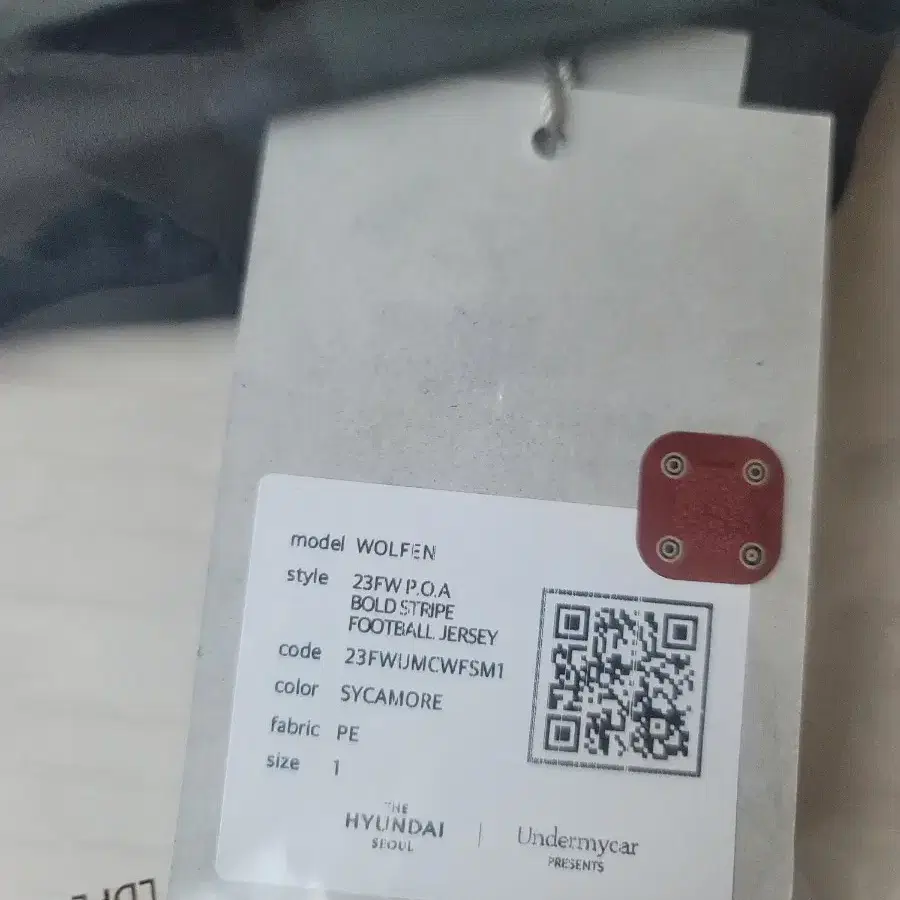 model WOLFEN
style 23FW P.O.A
BOLD STRIPE
FOOTBALL JERSEY
code 23FWUMCWFSM1
color SYCAMORE
fabric PE
size 1
THE
HYUNDAI
SEOUL
Undermycar
PRESENTS